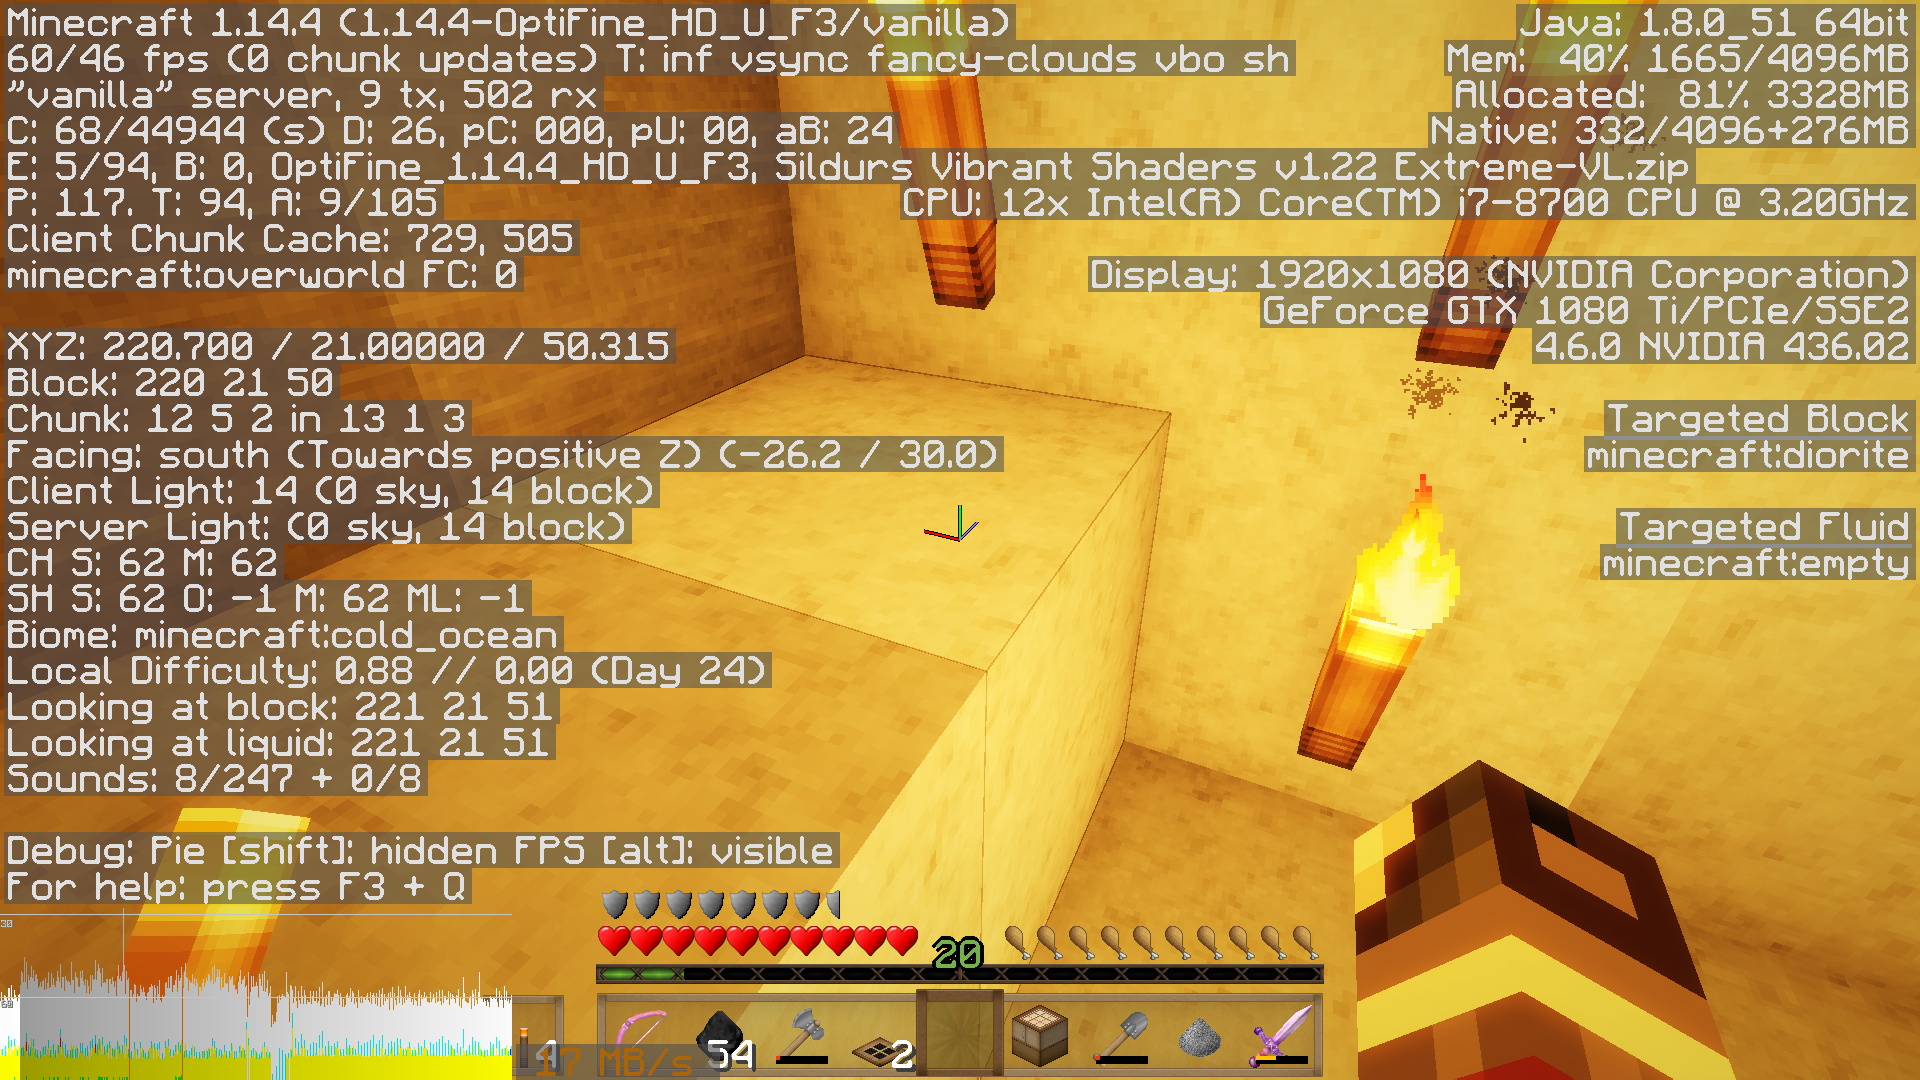 Minecraft 1.14.4 (1.14.4-OptiFine_HD_U_F3/vanilla)
60/46 fps (0 chunk updates) T: inf vsync fancy-clouds vbo sh
"vanilla" server, 9 tx, 502 rx
C: 68/44944 (s) D: 26, pC: 000, pU: 00, aB: 24
E: 5/94, B: 0, OptiFine_1.14.4_HD_U_F3, Sildurs Vibrant Shaders v1.22 Extreme-VL.zip
P: 117. T: 94, A: 9/105
Client Chunk Cache: 729, 505
minecraft:overworld FC: 0
XYZ: 220.700 / 21.00000 / 50.315
Block: 220 21 50
Chunk: 12 5 2 in 13 1 3
Facing: south (Towards positive Z) (-26.2 / 30.0)
Client Light: 14 (0 sky, 14 block)
Server Light: (0 sky, 14 block)
CH S: 62 M: 62
SH S: 62 O: -1 M: 62 ML: -1
Biome: minecraft:cold_ocean
Local Difficulty: 0.88 // 0.00 (Day 24)
Looking at block: 221 21 51
Looking at liquid: 221 21 51
Sounds: 8/247 + 0/8
Debug: Pie [shift]: hidden FPS [alt]: visible
For help: press F3 + Q
Java: 1.8.0_51 64bit
Mem: 40% 1665/4096MB
Allocated: 81% 3328MB
Native: 332/4096+276MB
CPU: 12x Intel(R) Core(TM) i7-8700 CPU @ 3.20GHz
Display: 1920x1080 (NVIDIA Corporation)
GeForce GTX 1080 Ti/PCIe/SSE2
4.6.0 NVIDIA 436.02
Targeted Block
minecraft:diorite
Targeted Fluid
minecraft:empty
30
60
20
4
17 MB/s
54
2